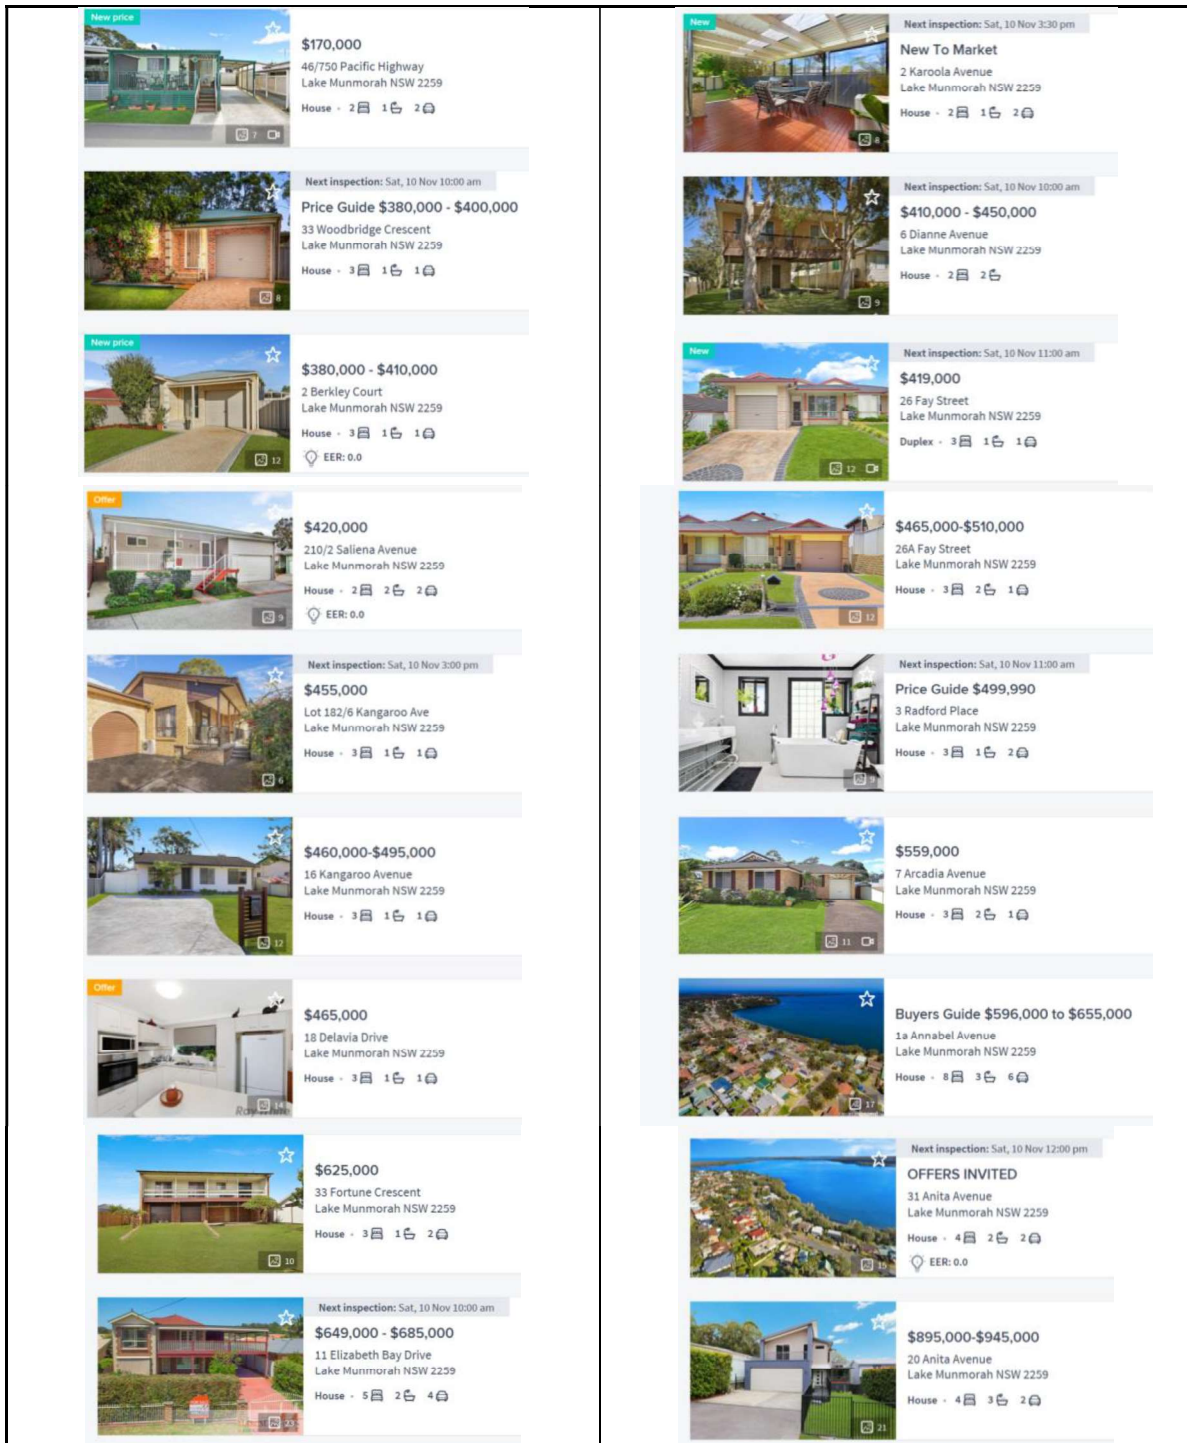 New price
$170,000
46/750 Pacific Highway
Lake Munmorah NSW 2259
House · 2 1 2
7
Next inspection: Sat, 10 Nov 10:00 am
Price Guide $380,000 - $400,000
33 Woodbridge Crescent
Lake Munmorah NSW 2259
House · 3 1 1
8
New price
$380,000 - $410,000
2 Berkley Court
Lake Munmorah NSW 2259
House · 3 1 1
EER: 0.0
12
Offer
$420,000
210/2 Saliena Avenue
Lake Munmorah NSW 2259
House · 2 2 2
EER: 0.0
9
Next inspection: Sat, 10 Nov 3:00 pm
$455,000
Lot 182/6 Kangaroo Ave
Lake Munmorah NSW 2259
House · 3 1 1
6
$460,000-$495,000
16 Kangaroo Avenue
Lake Munmorah NSW 2259
House · 3 1 1
12
Offer
$465,000
18 Delavia Drive
Lake Munmorah NSW 2259
House · 3 1 1
Ray White
14
$625,000
33 Fortune Crescent
Lake Munmorah NSW 2259
House · 3 1 2
10
Next inspection: Sat, 10 Nov 10:00 am
$649,000 - $685,000
11 Elizabeth Bay Drive
Lake Munmorah NSW 2259
House · 5 2 4
New
Next inspection: Sat, 10 Nov 3:30 pm
New To Market
2 Karoola Avenue
Lake Munmorah NSW 2259
House · 2 1 2
8
Next inspection: Sat, 10 Nov 10:00 am
$410,000 - $450,000
6 Dianne Avenue
Lake Munmorah NSW 2259
House · 2 2
9
New
Next inspection: Sat, 10 Nov 11:00 am
$419,000
26 Fay Street
Lake Munmorah NSW 2259
Duplex · 3 1 1
12
$465,000-$510,000
26A Fay Street
Lake Munmorah NSW 2259
House · 3 2 1
12
Next inspection: Sat, 10 Nov 11:00 am
Price Guide $499,990
3 Radford Place
Lake Munmorah NSW 2259
House · 3 1 2
9
$559,000
7 Arcadia Avenue
Lake Munmorah NSW 2259
House · 3 2 1
11
Buyers Guide $596,000 to $655,000
1a Annabel Avenue
Lake Munmorah NSW 2259
House · 8 3 6
17
Next inspection: Sat, 10 Nov 12:00 pm
OFFERS INVITED
31 Anita Avenue
Lake Munmorah NSW 2259
House · 4 2 2
EER: 0.0
15
$895,000-$945,000
20 Anita Avenue
Lake Munmorah NSW 2259
House · 4 3 2
21